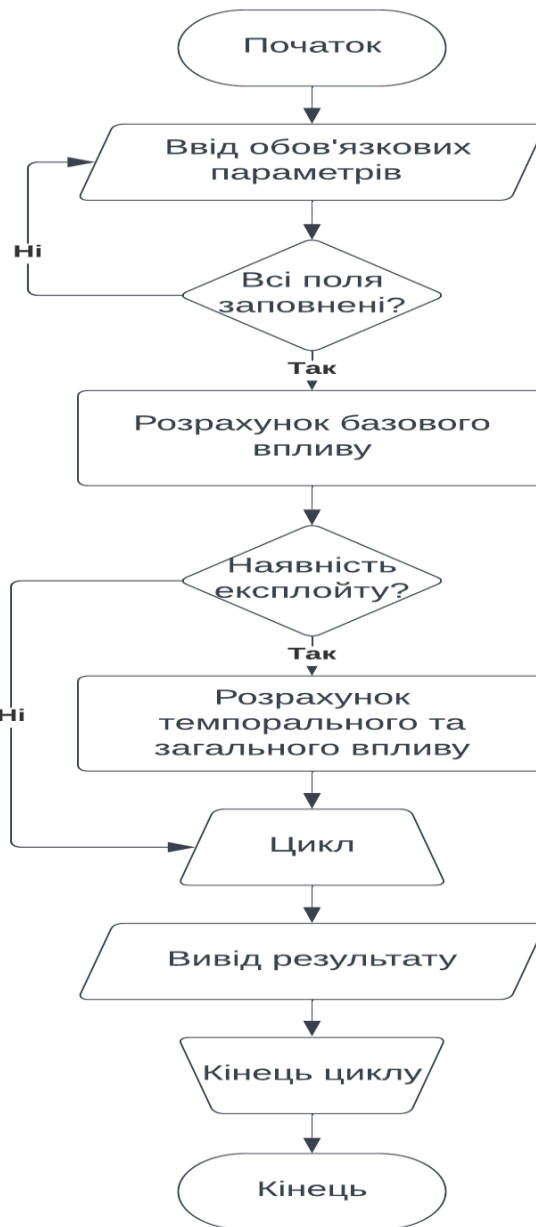 Початок
Ввід обов'язкових
параметрів
Ні
Всі поля
заповнені?
Так
Розрахунок базового
впливу
Наявність
експлойту?
Так
Розрахунок
темпорального та
загального впливу
Ні
Цикл
Вивід результату
Кінець циклу
Кінець